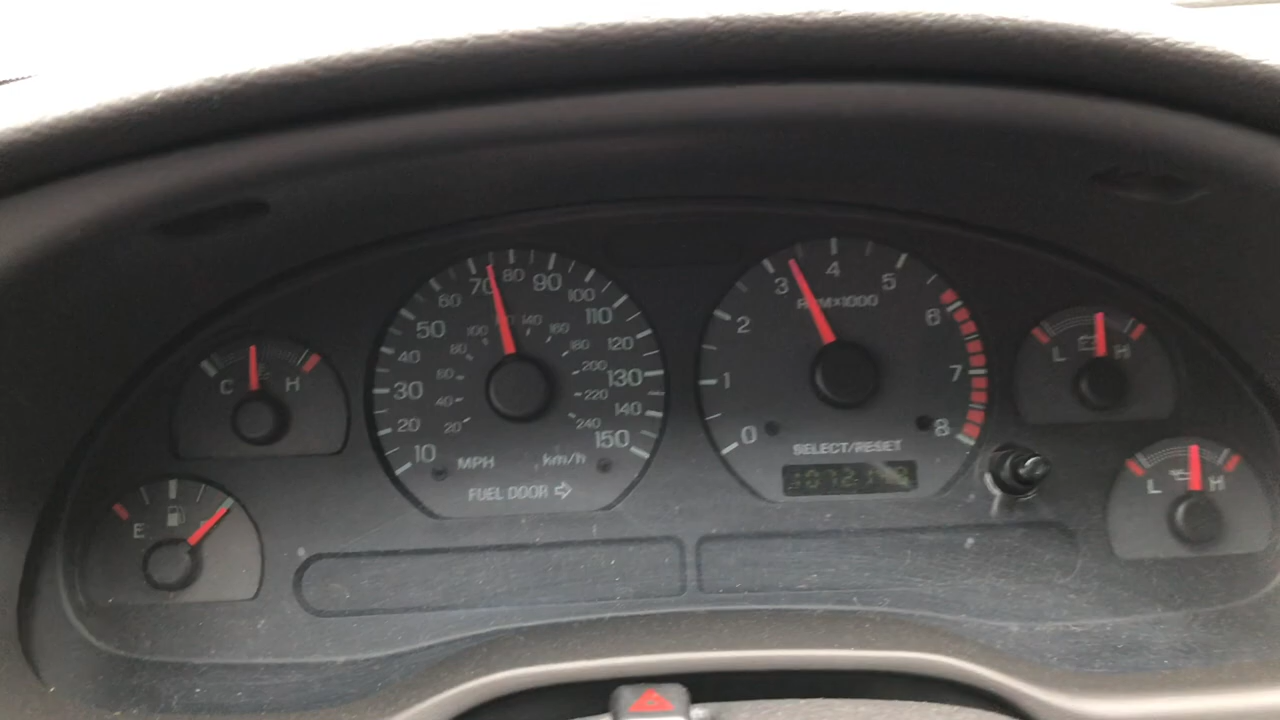 C H
E
10 20 30 40 50 60 70 80 90 100 110 120 130 140 150
20 40 60 80 100 140 160 180 200 220 240
MPH km/h
FUEL DOOR
0 1 2 3 4 5 6 7 8
RPM×1000
SELECT/RESET
L H
L H